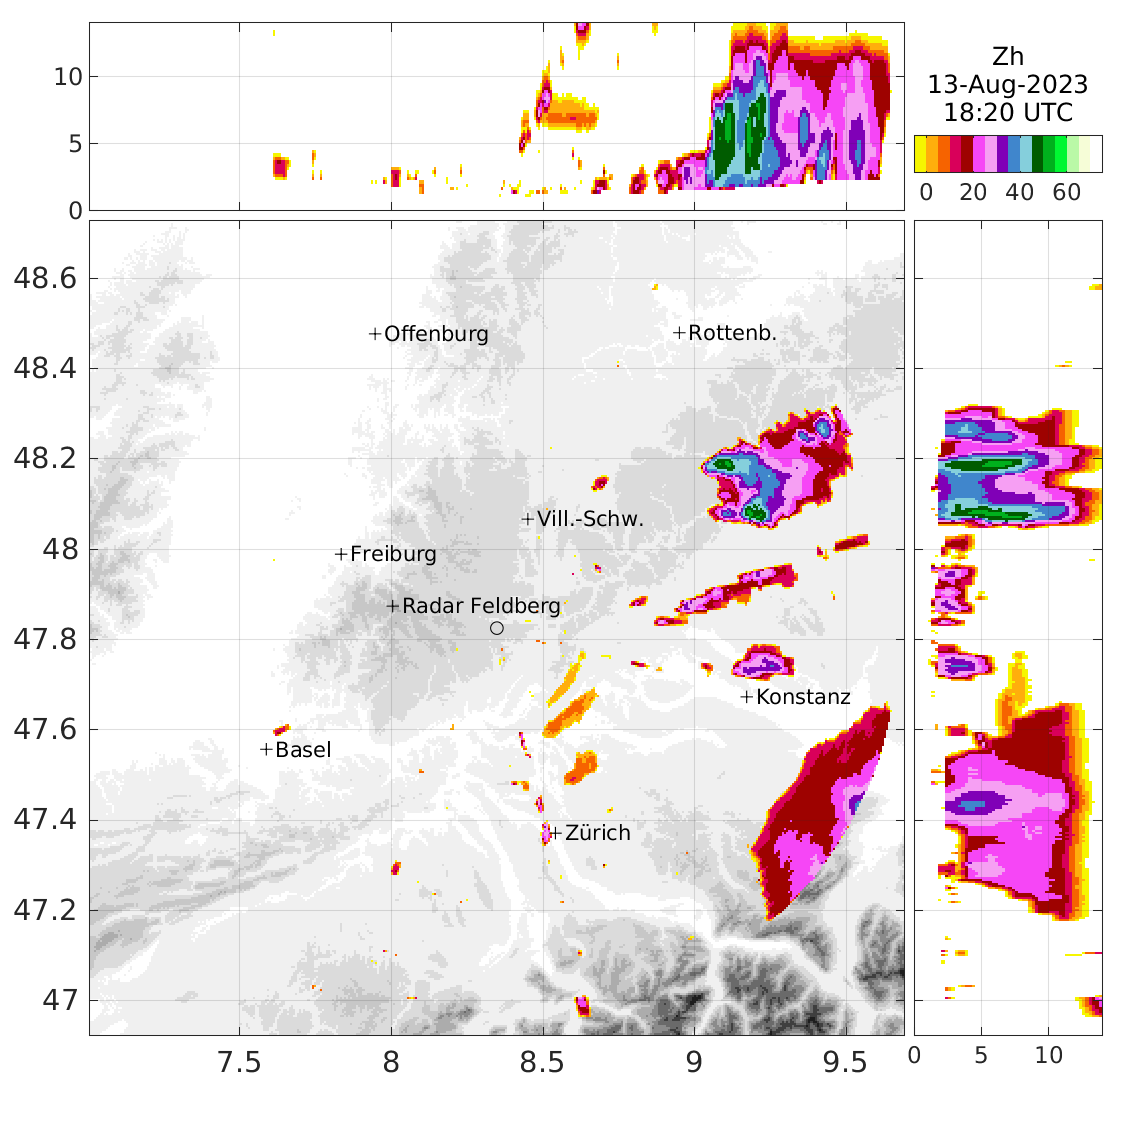 10
5
0
Zh
13-Aug-2023
18:20 UTC
0 20 40 60
48.6
48.4
48.2
48
47.8
47.6
47.4
47.2
47
+Offenburg
+Rottenb.
+Vill.-Schw.
+Freiburg
+Radar Feldberg
+Konstanz
+Basel
+Zürich
7.5 8 8.5 9 9.5
0 5 10